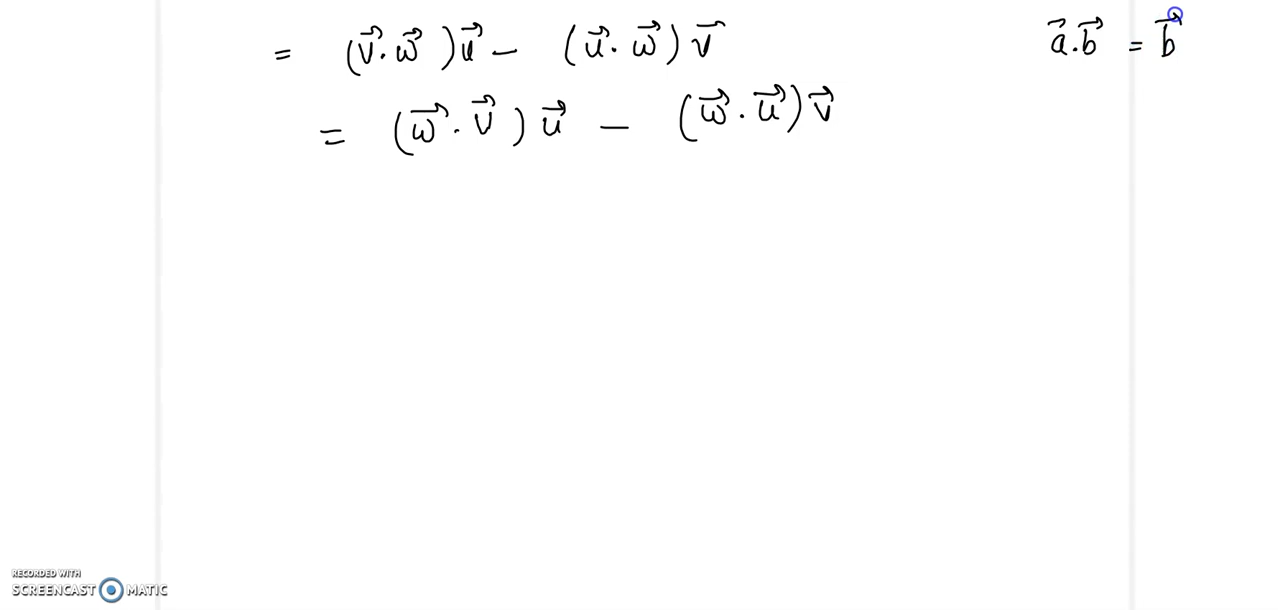 = (v⃗ · ω⃗) u⃗ − (u⃗ · ω⃗) v⃗
a⃗ . b⃗ = b⃗
= (ω⃗ · v⃗) u⃗ − (ω⃗ · u⃗) v⃗
RECORDED WITH
SCREENCAST MATIC